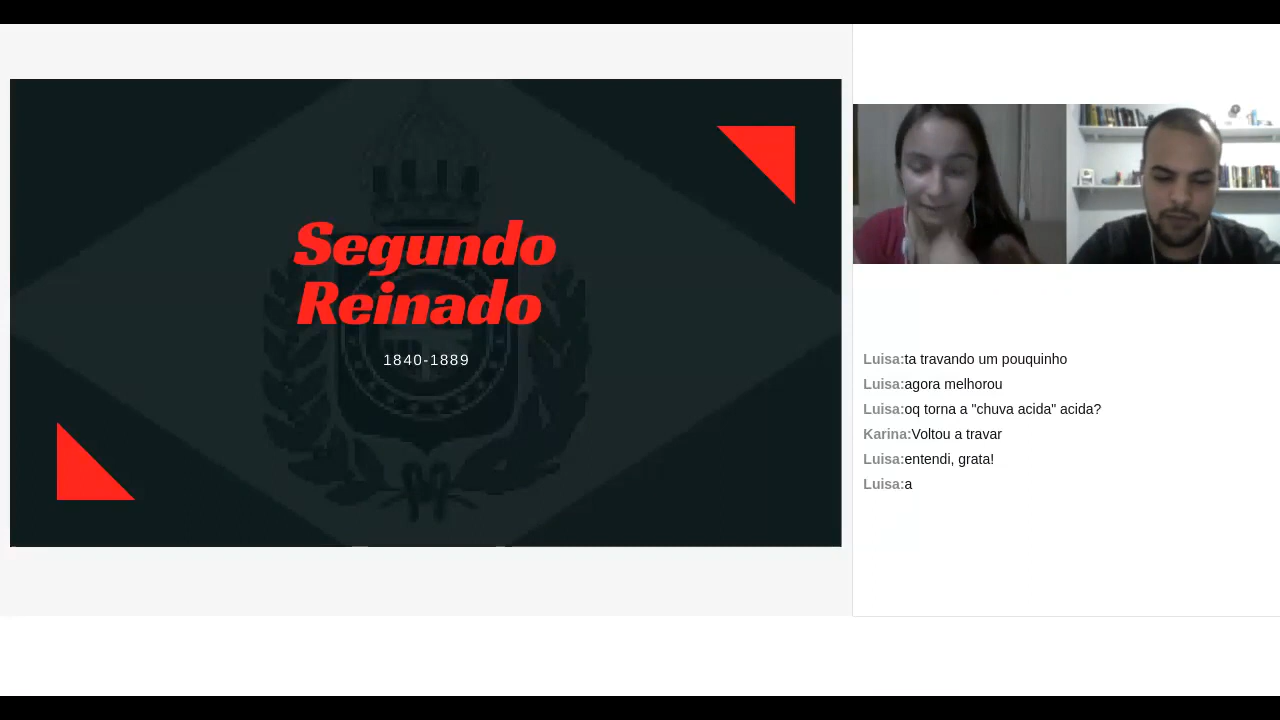 Segundo
Reinado
1840-1889
Luisa:ta travando um pouquinho
Luisa:agora melhorou
Luisa:oq torna a "chuva acida" acida?
Karina:Voltou a travar
Luisa:entendi, grata!
Luisa:a